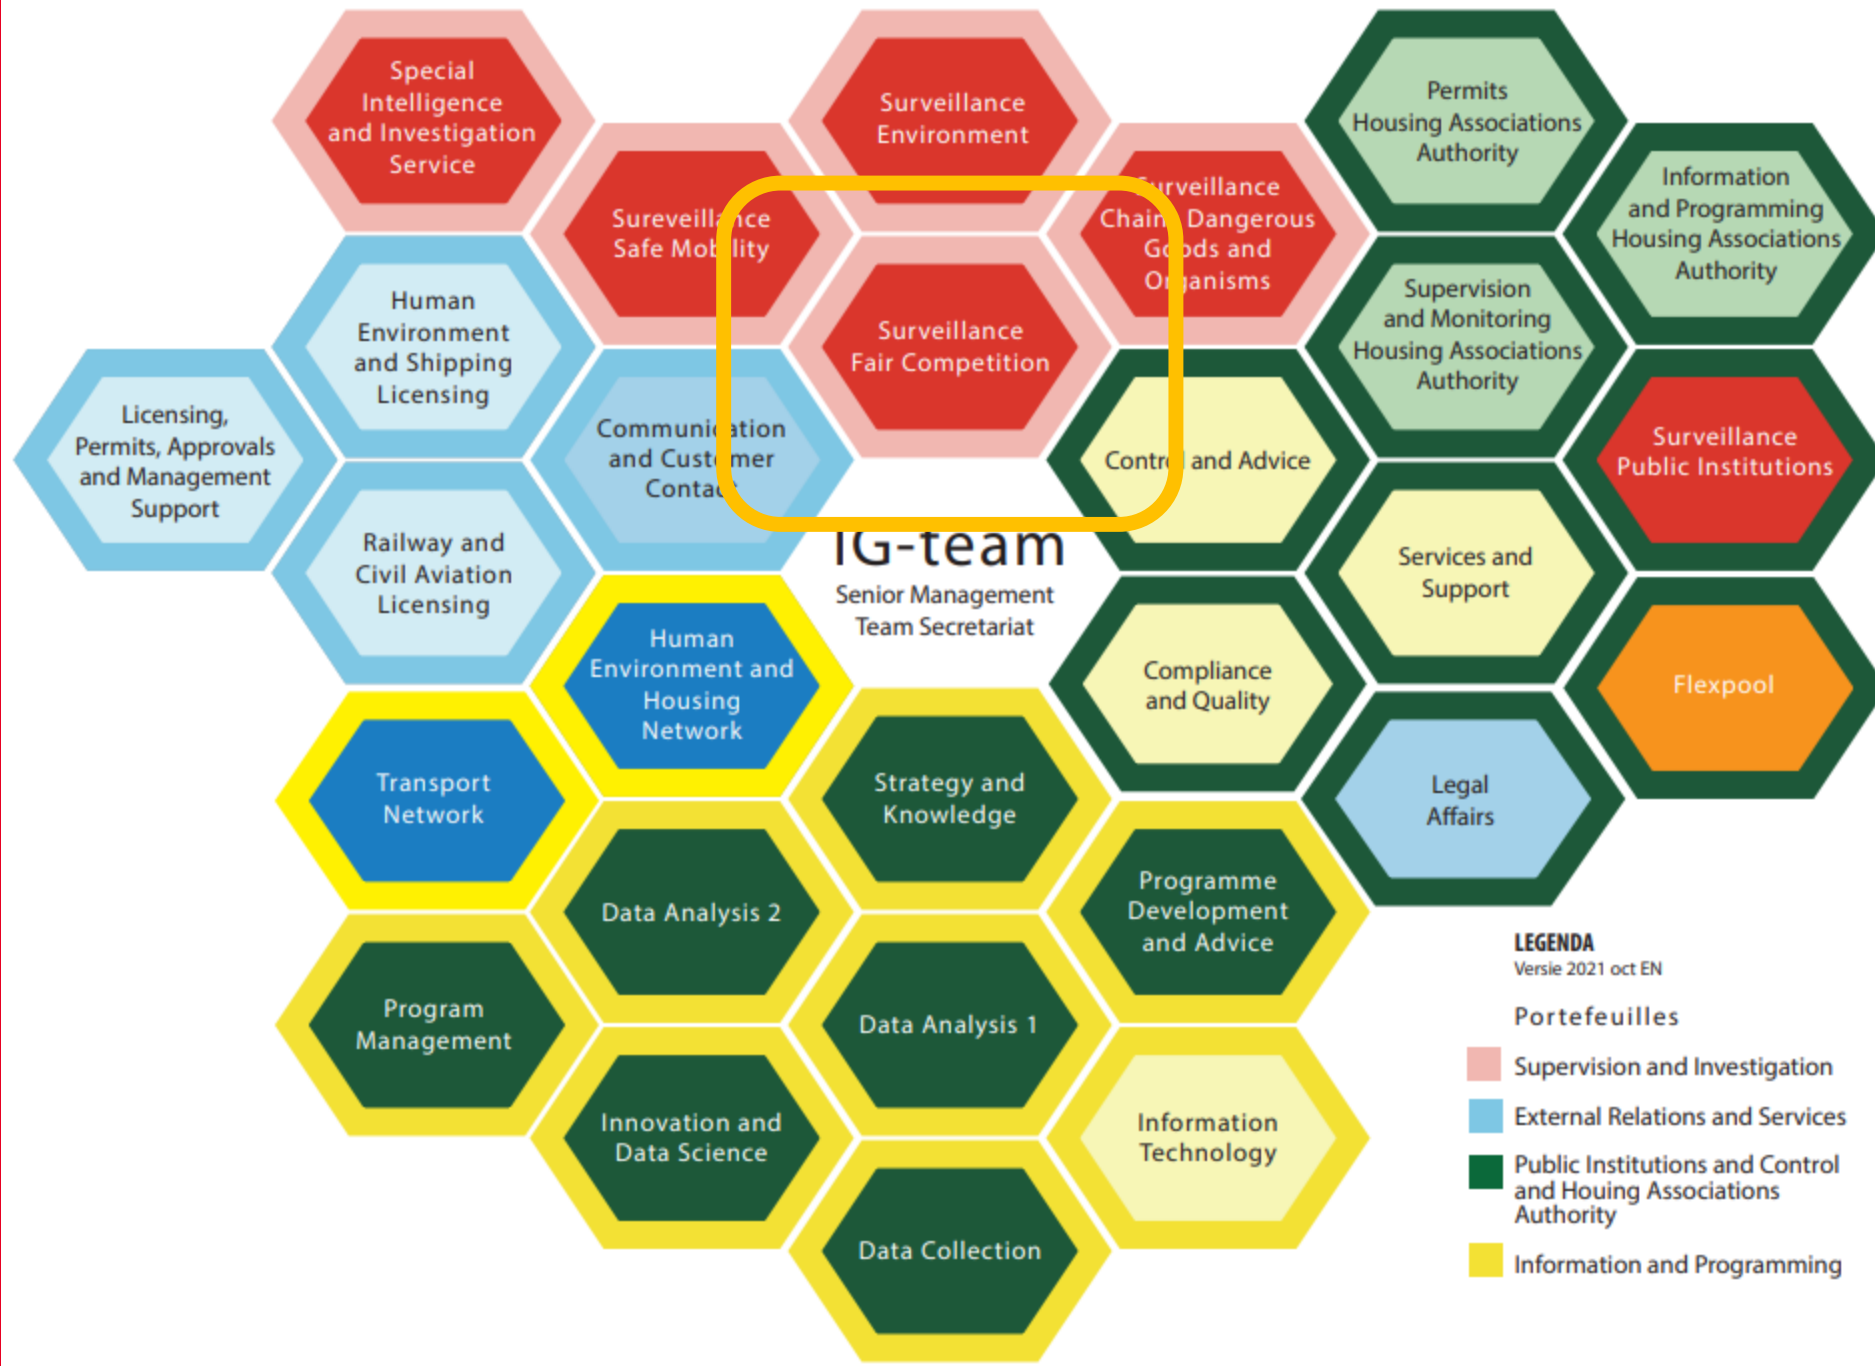 Special
Intelligence
and Investigation
Service
Surveillance
Environment
Permits
Housing Associations
Authority
Sureveillance
Safe Mobility
Surveillance
Chain Dangerous
Goods and
Organisms
Information
and Programming
Housing Associations
Authority
Human
Environment
and Shipping
Licensing
Surveillance
Fair Competition
Supervision
and Monitoring
Housing Associations
Authority
Licensing,
Permits, Approvals
and Management
Support
Communication
and Customer
Contact
Control and Advice
Surveillance
Public Institutions
Railway and
Civil Aviation
Licensing
IG-team
Senior Management
Team Secretariat
Services and
Support
Human
Environment and
Housing
Network
Compliance
and Quality
Flexpool
Transport
Network
Strategy and
Knowledge
Legal
Affairs
Data Analysis 2
Programme
Development
and Advice
Program
Management
Data Analysis 1
Innovation and
Data Science
Information
Technology
Data Collection
LEGENDA
Versie 2021 oct EN
Portefeuilles
Supervision and Investigation
External Relations and Services
Public Institutions and Control
and Houing Associations
Authority
Information and Programming